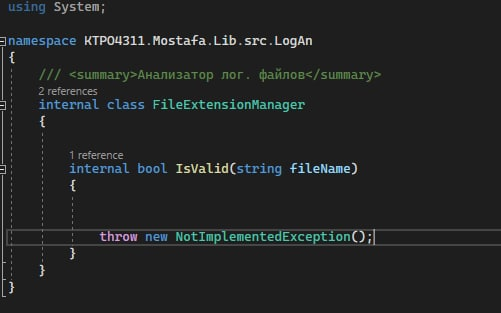 using System;
namespace КТРО4311.Mostafa.Lib.src.LogAn
{
/// <summary>Анализатор лог. файлов</summary>
2 references
internal class FileExtensionManager
{
1 reference
internal bool IsValid(string fileName)
{
throw new NotImplementedException();
}
}
}